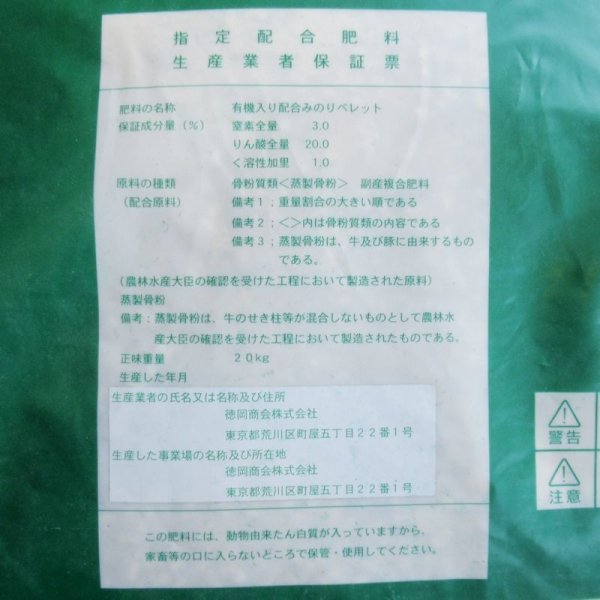 指定配合肥料
生産業者保証票
肥料の名称 有機入り配合みのりペレット
保証成分量(%) 窒素全量 3.0
りん酸全量 20.0
く溶性加里 1.0
原料の種類 骨粉質類<蒸製骨粉> 副産複合肥料
(配合原料) 備考1;重量割合の大きい順である
備考2;<>内は骨粉質類の内容である
備考3;蒸製骨粉は、牛及び豚に由来するもの
である。
(農林水産大臣の確認を受けた工程において製造された原料)
蒸製骨粉
備考:蒸製骨粉は、牛のせき柱等が混合しないものとして農林水
産大臣の確認を受けた工程において製造されたものである。
正味重量 20kg
生産した年月
生産業者の氏名又は名称及び住所
徳岡商会株式会社
東京都荒川区町屋五丁目22番1号
生産した事業場の名称及び所在地
徳岡商会株式会社
東京都荒川区町屋五丁目22番1号
この肥料には、動物由来たん白質が入っていますから、
家畜等の口に入らないところで保管・使用してください。
警告
注意